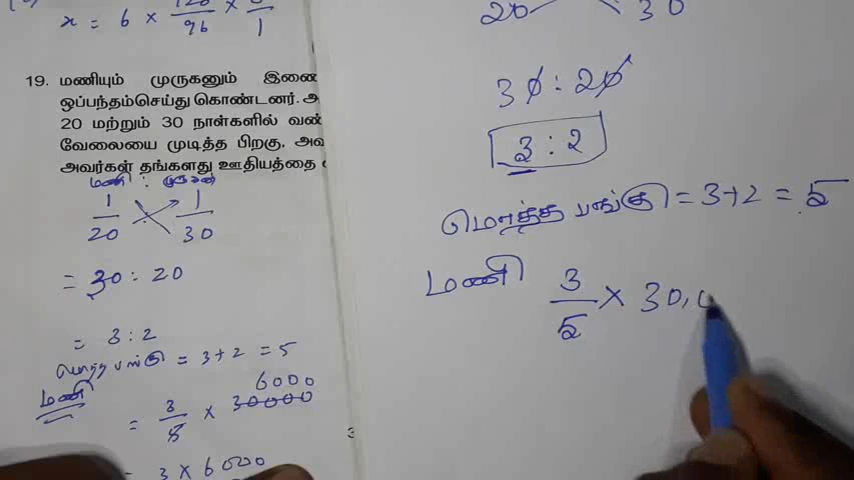 x = 6 × 120/96 × /1
19. மணியும் முருகனும் இணை
ஒப்பந்தம்செய்து கொண்டனர்.
20 மற்றும் 30 நாட்களில் வண்
வேலையை முடித்த பிறகு, அவ
அவர்கள் தங்களது ஊதியத்தை
மணி : முருகன்
1/20 1/30
= 30 : 20
= 3 : 2
மொத்த பங்கு = 3+2 = 5
மணி
= 3/5 × 30000
6000
= 3 × 6000
20 30
30 : 20
3 : 2
மொத்த பங்கு = 3+2 = 5
மணி 3/5 × 30,0